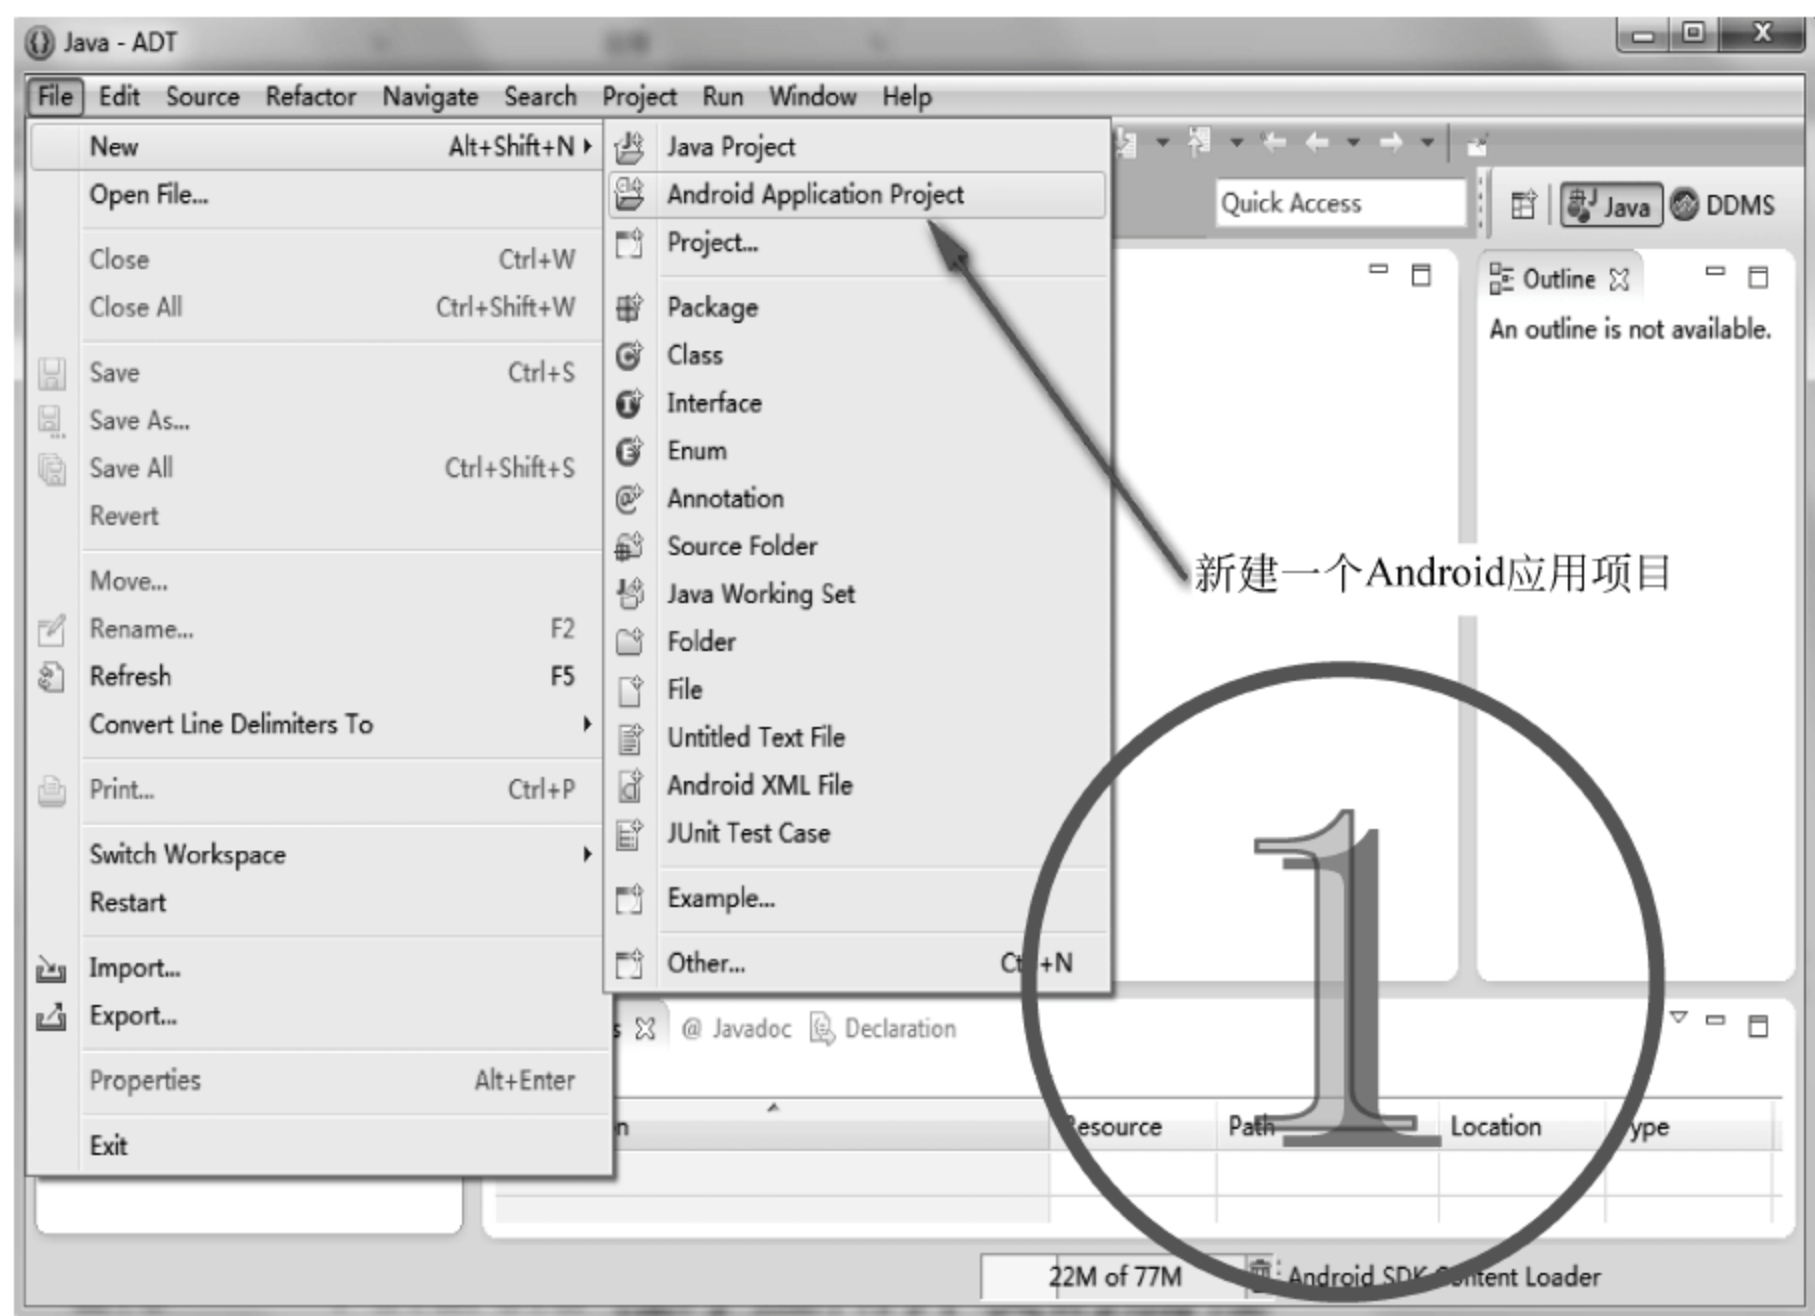 Java - ADT
File Edit Source Refactor Navigate Search Project Run Window Help
New Alt+Shift+N
Open File...
Close Ctrl+W
Close All Ctrl+Shift+W
Save Ctrl+S
Save As...
Save All Ctrl+Shift+S
Revert
Move...
Rename... F2
Refresh F5
Convert Line Delimiters To
Print... Ctrl+P
Switch Workspace
Restart
Import...
Export...
Properties Alt+Enter
Exit
Java Project
Android Application Project
Project...
Package
Class
Interface
Enum
Annotation
Source Folder
Java Working Set
Folder
File
Untitled Text File
Android XML File
JUnit Test Case
Example...
Other... Ctrl+N
Quick Access
Java DDMS
Outline
An outline is not available.
新建一个Android应用项目
1
@ Javadoc Declaration
Resource Path Location Type
22M of 77M Android SDK Content Loader